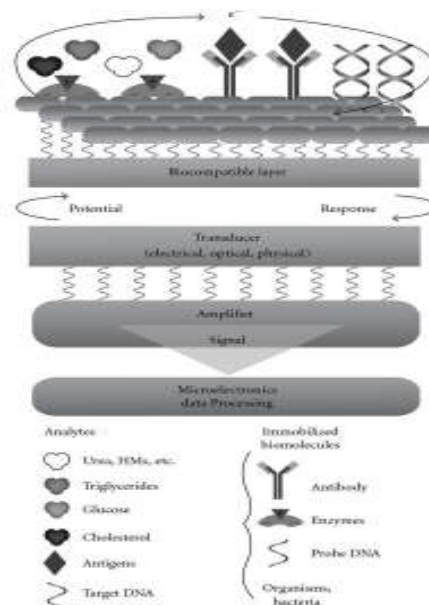 Biocompatible layer
Potential
Response
Transducer
(electrical, optical, physical)
Amplifier
Signal
Microelectronics
data Processing
Analytes
Urea, HMs, etc.
Triglycerides
Glucose
Cholesterol
Antigens
Target DNA
Immobilized
biomolecules
Antibody
Enzymes
Probe DNA
Organisms,
bacteria